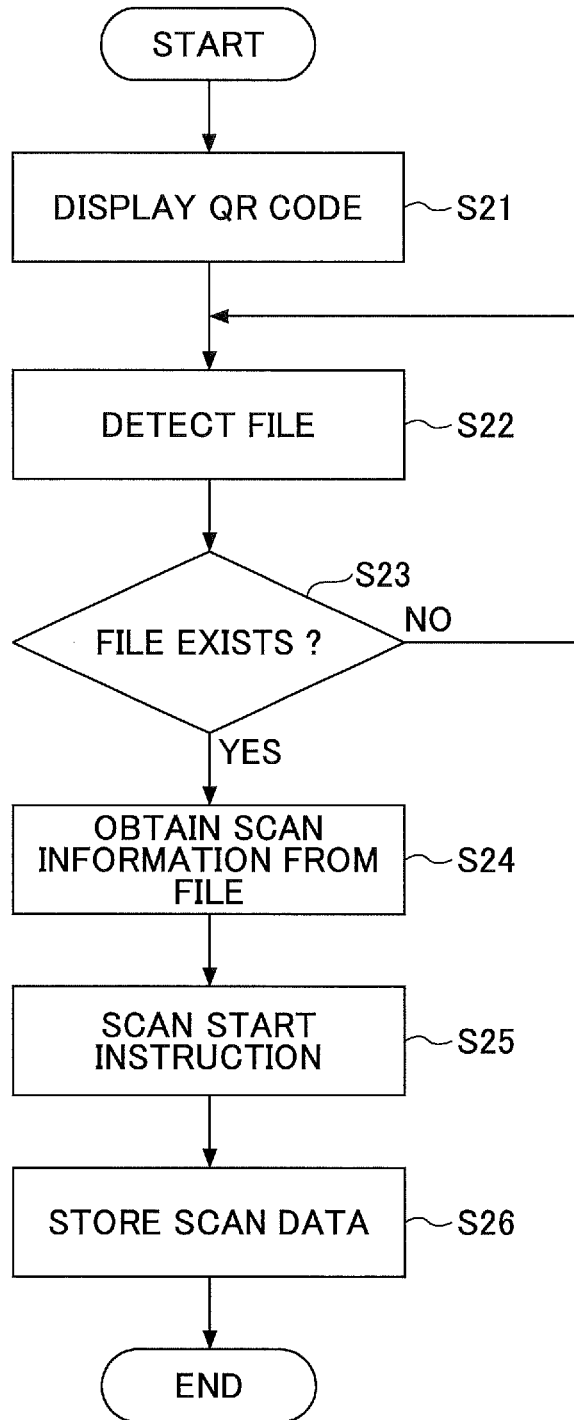 START
DISPLAY QR CODE
S21
DETECT FILE
S22
S23
FILE EXISTS ?
NO
YES
OBTAIN SCAN
INFORMATION FROM
FILE
S24
SCAN START
INSTRUCTION
S25
STORE SCAN DATA
S26
END